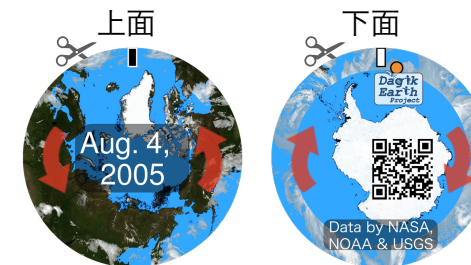 上面
下面
Aug. 4,
2005
Dagik
Earth
Project
Data by NASA,
NOAA & USGS